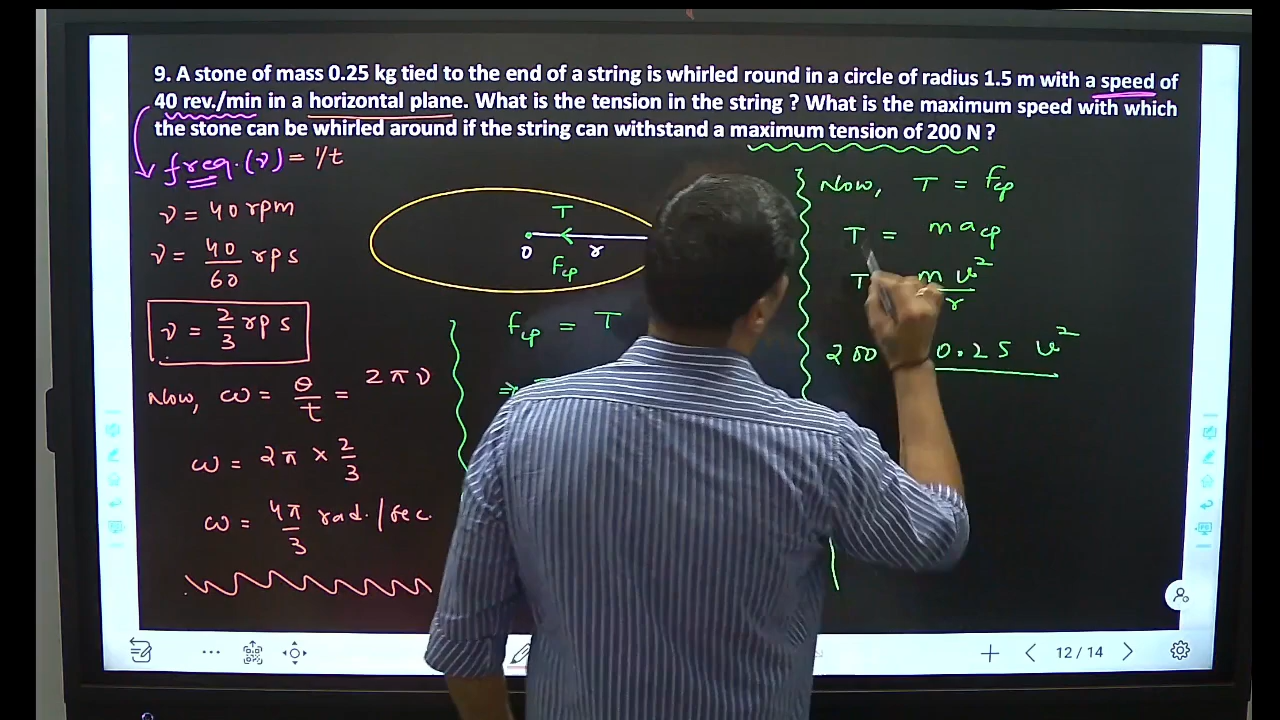 9. A stone of mass 0.25 kg tied to the end of a string is whirled round in a circle of radius 1.5 m with a speed of
40 rev./min in a horizontal plane. What is the tension in the string ? What is the maximum speed with which
the stone can be whirled around if the string can withstand a maximum tension of 200 N ?
freq. (ν) = 1/t
ν = 40 rpm
ν = 40/60 rps
ν = 2/3 rps
Now, ω = θ/t = 2πν
ω = 2π × 2/3
ω = 4π/3 rad./sec.
T
O
r
Fcp
fcp = T
⇒
Now, T = fcp
T = m acp
T m v²/r
200 0.25 v²
12 / 14